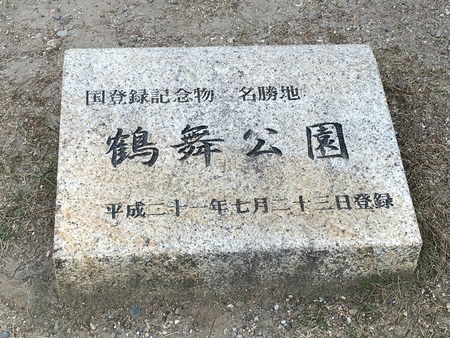 国登録記念物 名勝地
鶴舞公園
平成二十一年七月二十三日登録